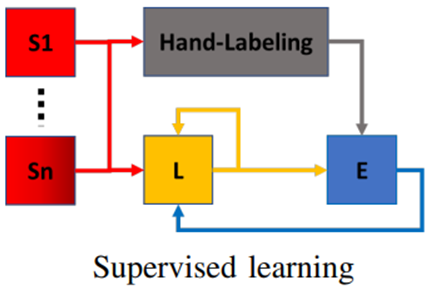 S1
Hand-Labeling
Sn
L
E
Supervised learning